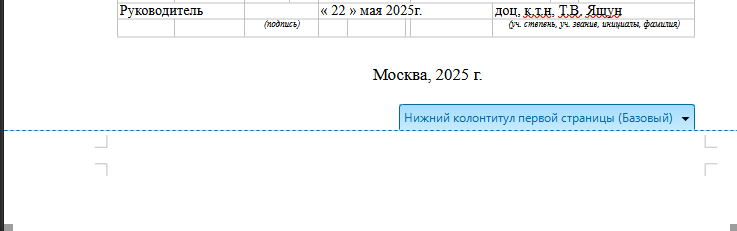 Руководитель « 22 » мая 2025г. доц, к.т.н, Т.В. Яшун
(подпись) (уч. степень, уч. звание, инициалы, фамилия)
Москва, 2025 г.
Нижний колонтитул первой страницы (Базовый)